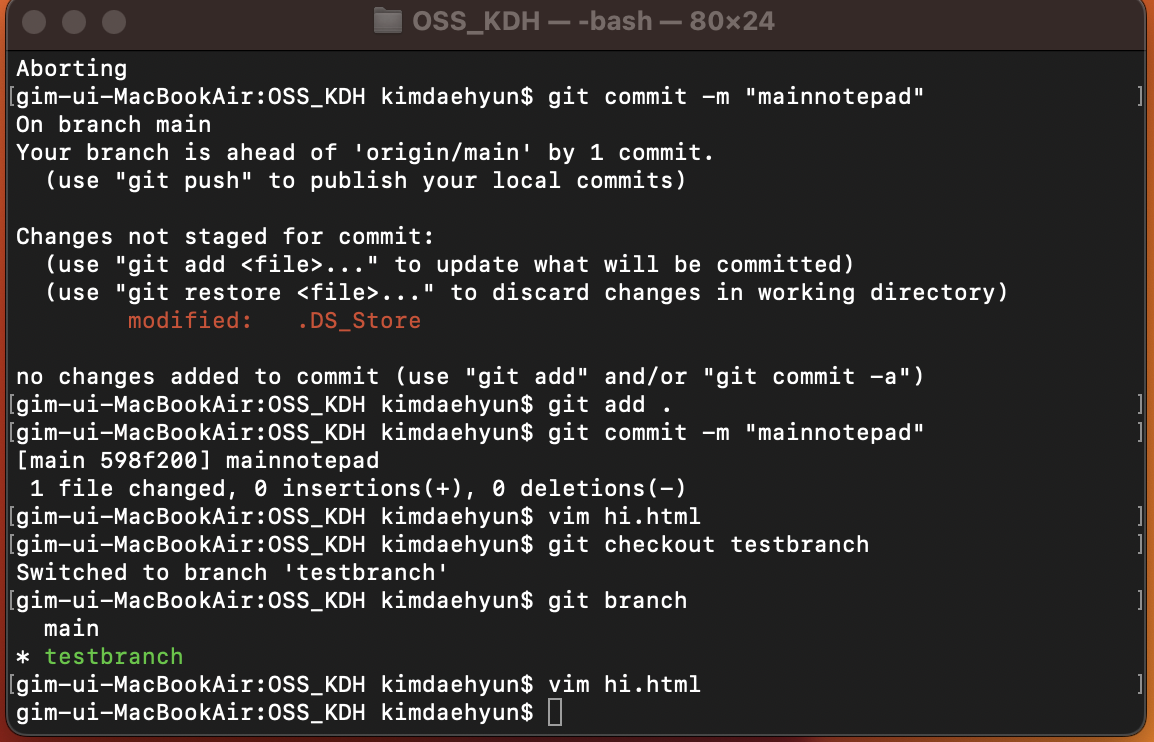 OSS_KDH — -bash — 80×24
Aborting
[gim-ui-MacBookAir:OSS_KDH kimdaehyun$ git commit -m "mainnotepad" ]
On branch main
Your branch is ahead of 'origin/main' by 1 commit.
  (use "git push" to publish your local commits)

Changes not staged for commit:
  (use "git add <file>..." to update what will be committed)
  (use "git restore <file>..." to discard changes in working directory)
        modified:   .DS_Store

no changes added to commit (use "git add" and/or "git commit -a")
[gim-ui-MacBookAir:OSS_KDH kimdaehyun$ git add . ]
[gim-ui-MacBookAir:OSS_KDH kimdaehyun$ git commit -m "mainnotepad" ]
[main 598f200] mainnotepad
 1 file changed, 0 insertions(+), 0 deletions(-)
[gim-ui-MacBookAir:OSS_KDH kimdaehyun$ vim hi.html ]
[gim-ui-MacBookAir:OSS_KDH kimdaehyun$ git checkout testbranch ]
Switched to branch 'testbranch'
[gim-ui-MacBookAir:OSS_KDH kimdaehyun$ git branch ]
  main
* testbranch
[gim-ui-MacBookAir:OSS_KDH kimdaehyun$ vim hi.html ]
gim-ui-MacBookAir:OSS_KDH kimdaehyun$